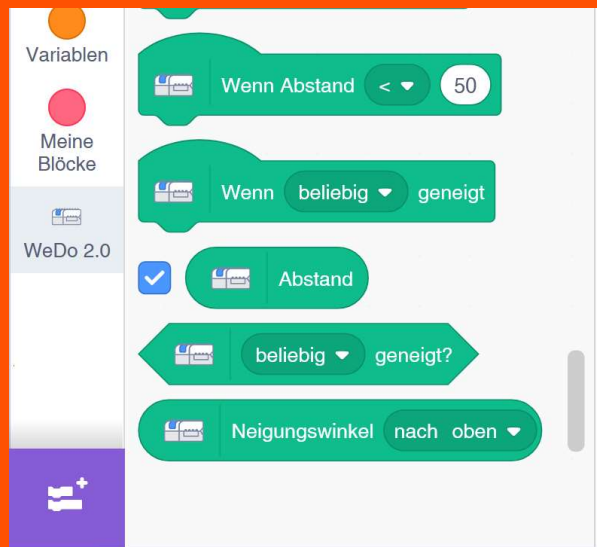 Variablen
Meine
Blöcke
WeDo 2.0
Wenn Abstand < 50
Wenn beliebig geneigt
Abstand
beliebig geneigt?
Neigungswinkel nach oben